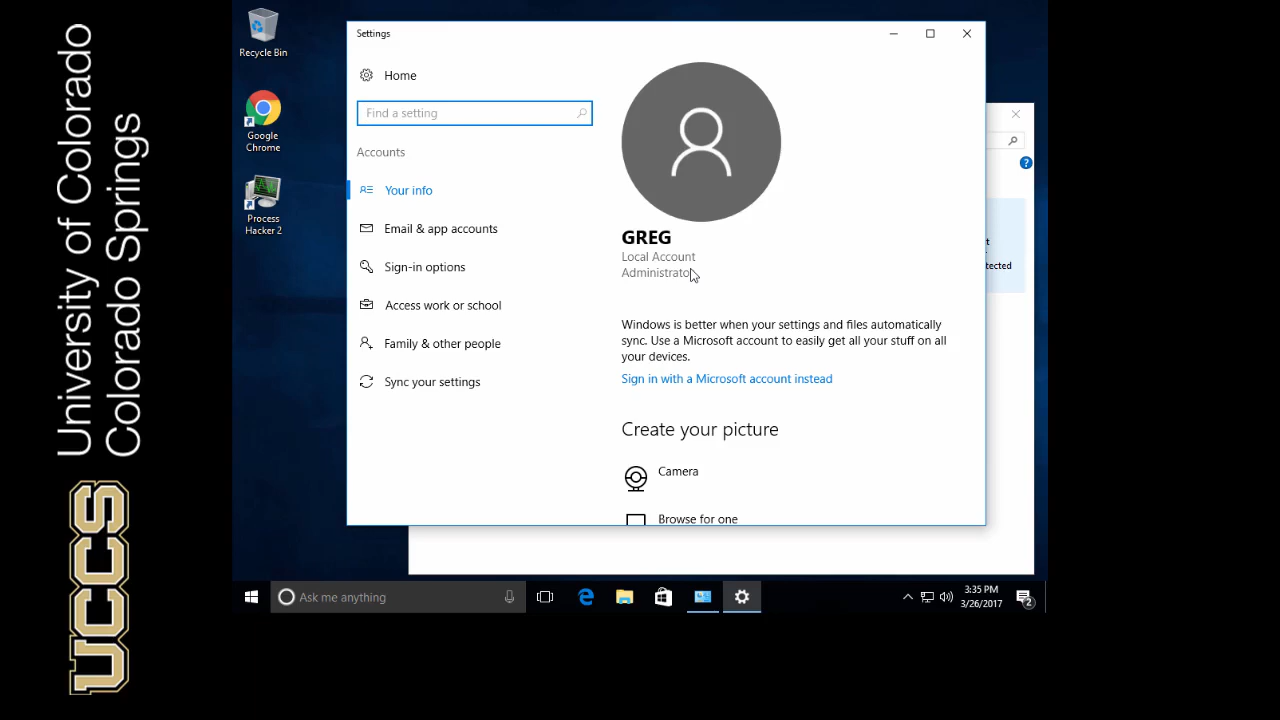 University of Colorado
Colorado Springs
UCCS
Recycle Bin
Google
Chrome
Process
Hacker 2
Settings
Home
Find a setting
Accounts
Your info
Email & app accounts
Sign-in options
Access work or school
Family & other people
Sync your settings
GREG
Local Account
Administrator
Windows is better when your settings and files automatically
sync. Use a Microsoft account to easily get all your stuff on all
your devices.
Sign in with a Microsoft account instead
Create your picture
Camera
Browse for one
?
t
tected
Ask me anything
3:35 PM
3/26/2017
2